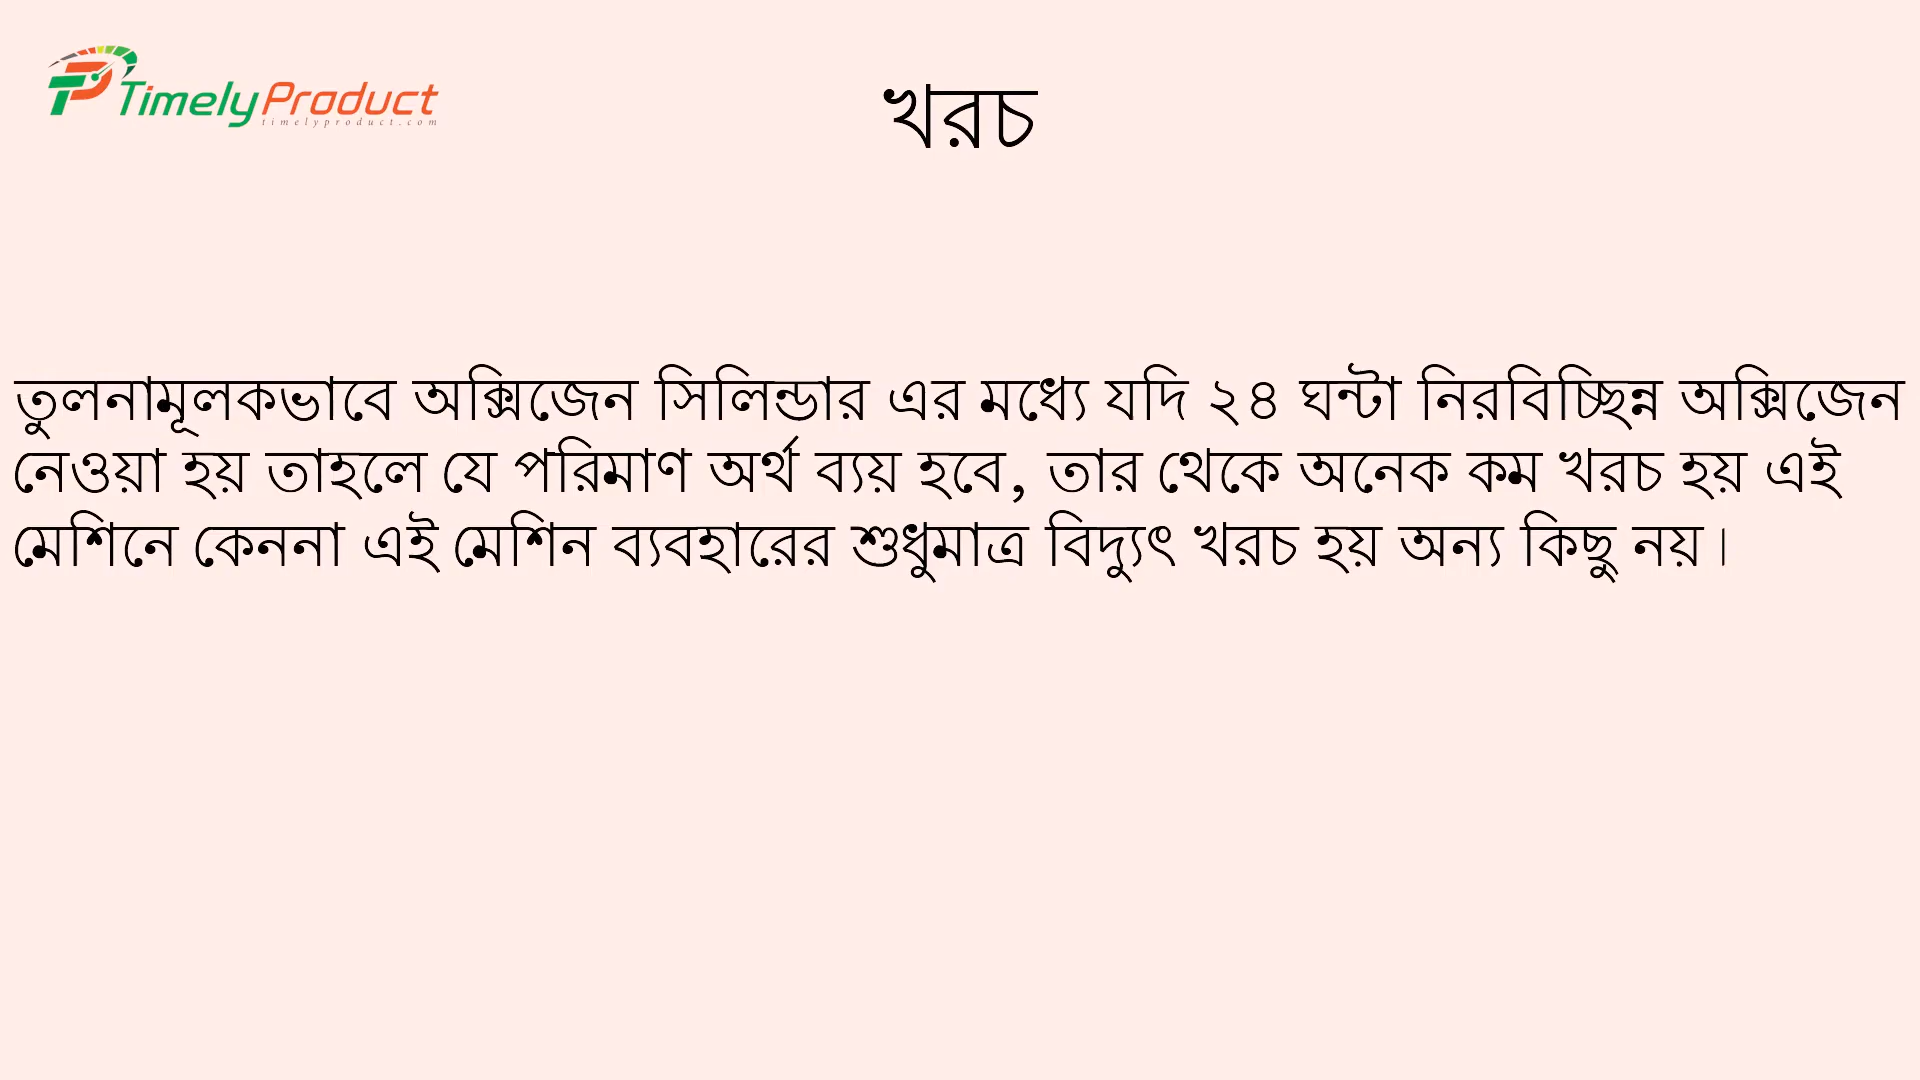 TimelyProduct
timelyproduct.com
খরচ
তুলনামূলকভাবে অক্সিজেন সিলিন্ডার এর মধ্যে যদি ২৪ ঘন্টা নিরবিচ্ছিন্ন অক্সিজেন
নেওয়া হয় তাহলে যে পরিমাণ অর্থ ব্যয় হবে, তার থেকে অনেক কম খরচ হয় এই
মেশিনে কেননা এই মেশিন ব্যবহারের শুধুমাত্র বিদ্যুৎ খরচ হয় অন্য কিছু নয়।